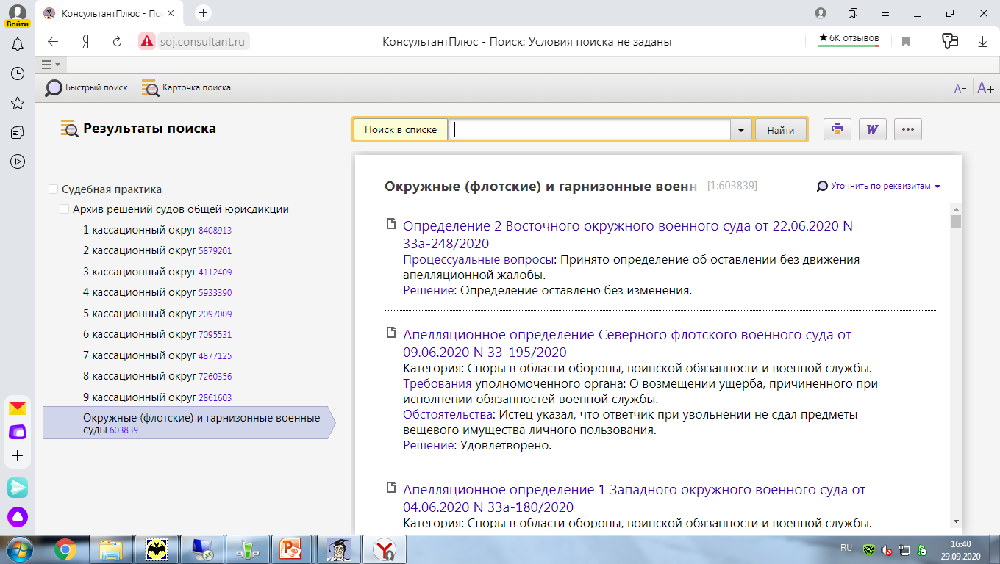 Войти
КонсультантПлюс - По
soj.consultant.ru
КонсультантПлюс - Поиск: Условия поиска не заданы
★ 6К отзывов
Быстрый поиск
Карточка поиска
A−
A+
Результаты поиска
Поиск в списке
Найти
Судебная практика
Архив решений судов общей юрисдикции
1 кассационный округ 8408913
2 кассационный округ 5879201
3 кассационный округ 4112409
4 кассационный округ 5933390
5 кассационный округ 2097009
6 кассационный округ 7095531
7 кассационный округ 4877125
8 кассационный округ 7260356
9 кассационный округ 2861603
Окружные (флотские) и гарнизонные военные
суды 603839
Окружные (флотские) и гарнизонные военн
[1:603839]
Уточнить по реквизитам
Определение 2 Восточного окружного военного суда от 22.06.2020 N
33а-248/2020
Процессуальные вопросы: Принято определение об оставлении без движения
апелляционной жалобы.
Решение: Определение оставлено без изменения.
Апелляционное определение Северного флотского военного суда от
09.06.2020 N 33-195/2020
Категория: Споры в области обороны, воинской обязанности и военной службы.
Требования уполномоченного органа: О возмещении ущерба, причиненного при
исполнении обязанностей военной службы.
Обстоятельства: Истец указал, что ответчик при увольнении не сдал предметы
вещевого имущества личного пользования.
Решение: Удовлетворено.
Апелляционное определение 1 Западного окружного военного суда от
04.06.2020 N 33а-180/2020
Категория: Споры в области обороны, воинской обязанности и военной службы.
RU
16:40
29.09.2020